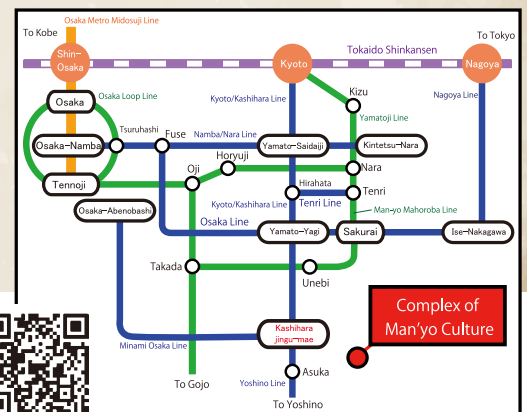 Osaka Metro Midosuji Line
To Kobe
To Tokyo
Shin-
Osaka
Kyoto
Tokaido Shinkansen
Nagoya
Osaka
Osaka Loop Line
Kyoto/Kashihara Line
Kizu
Nagoya Line
Yamatoji Line
Tsuruhashi
Fuse
Namba/Nara Line
Osaka-Namba
Yamato-Saidaiji
Kintetsu-Nara
Horyuji
Oji
Nara
Tennoji
Hirahata
Tenri
Tenri Line
Kyoto/Kashihara Line
Osaka-Abenobashi
Man-yo Mahoroba Line
Osaka Line
Yamato-Yagi
Sakurai
Ise-Nakagawa
Takada
Unebi
Complex of
Man'yo Culture
Kashihara
jingu-mae
Minami Osaka Line
Asuka
To Gojo
Yoshino Line
To Yoshino